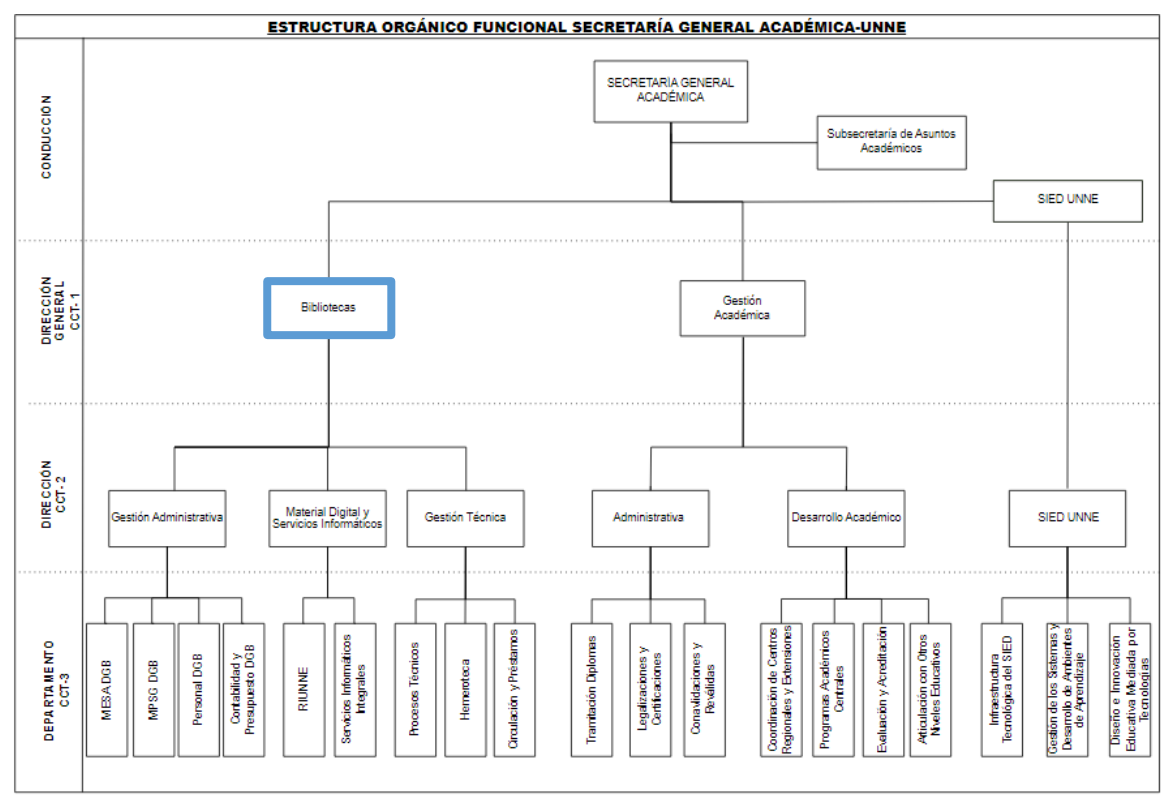 ESTRUCTURA ORGÁNICO FUNCIONAL SECRETARÍA GENERAL ACADÉMICA-UNNE
CONDUCCIÓN
SECRETARIA GENERAL
ACADÉMICA
Subsecretaría de Asuntos
Académicos
SIED UNNE
DIRECCIÓN
GENERAL
CCT- 1
Bibliotecas
Gestión
Académica
DIRECCIÓN
CCT- 2
Gestión Administrativa
Material Digital y
Servicios Informáticos
Gestión Técnica
Administrativa
Desarrollo Académico
SIED UNNE
DEPARTAMENTO
CCT-3
MESA DGB
MPSG DGB
Personal DGB
Contabilidad y
Presupuesto DGB
RIUNNE
Servicios Informáticos
Integrales
Procesos Técnicos
Hemeroteca
Circulación y Préstamos
Tramitación Diplomas
Legalizaciones y
Certificaciones
Conavlidaciones y
Reválidas
Coordinación de Centros
Regionales y Extensiones
Programas Académicos
Centrales
Evaluación y Acreditación
Articulación con Otros
Niveles Educativos
Infraestructura
Tecnológica del SIED
Gestión de los Sistemas y
Desarrollo de Ambientes
de Aprendizaje
Diseño e Innovación
Educativa Mediada por
Tecnologías